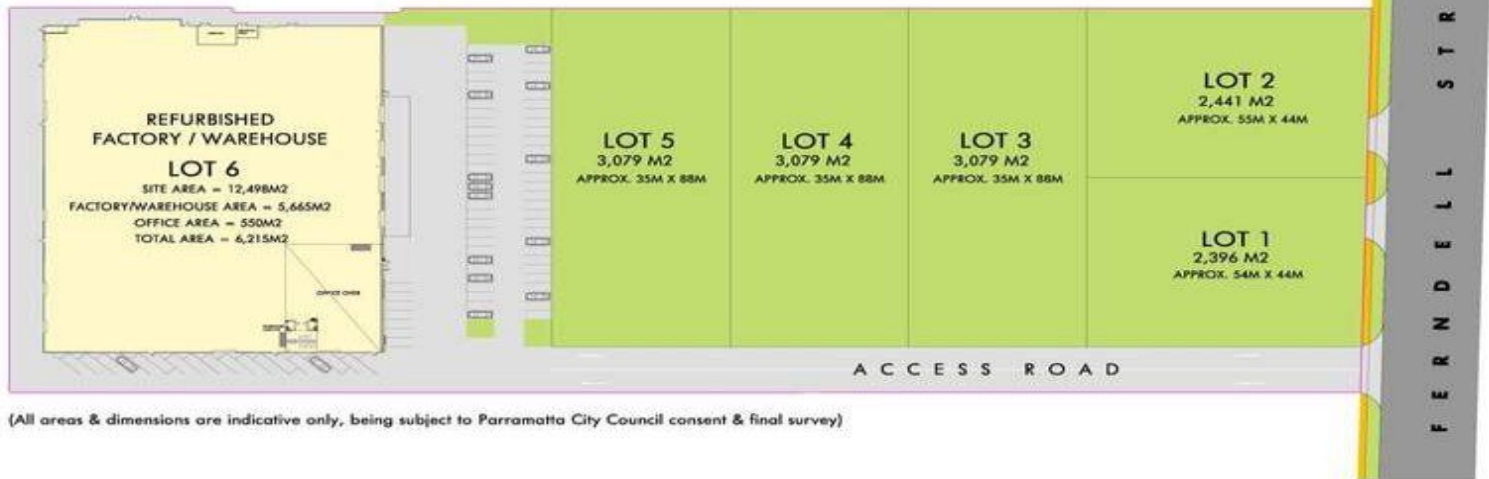 REFURBISHED
FACTORY / WAREHOUSE
LOT 6
SITE AREA = 12,498M2
FACTORY/WAREHOUSE AREA = 5,665M2
OFFICE AREA = 550M2
TOTAL AREA = 6,215M2
OFFICE OVER
LOT 5
3,079 M2
APPROX. 35M X 88M
LOT 4
3,079 M2
APPROX. 35M X 88M
LOT 3
3,079 M2
APPROX. 35M X 88M
LOT 2
2,441 M2
APPROX. 55M X 44M
LOT 1
2,396 M2
APPROX. 54M X 44M
ACCESS ROAD
FERNDELL STR
(All areas & dimensions are indicative only, being subject to Parramatta City Council consent & final survey)